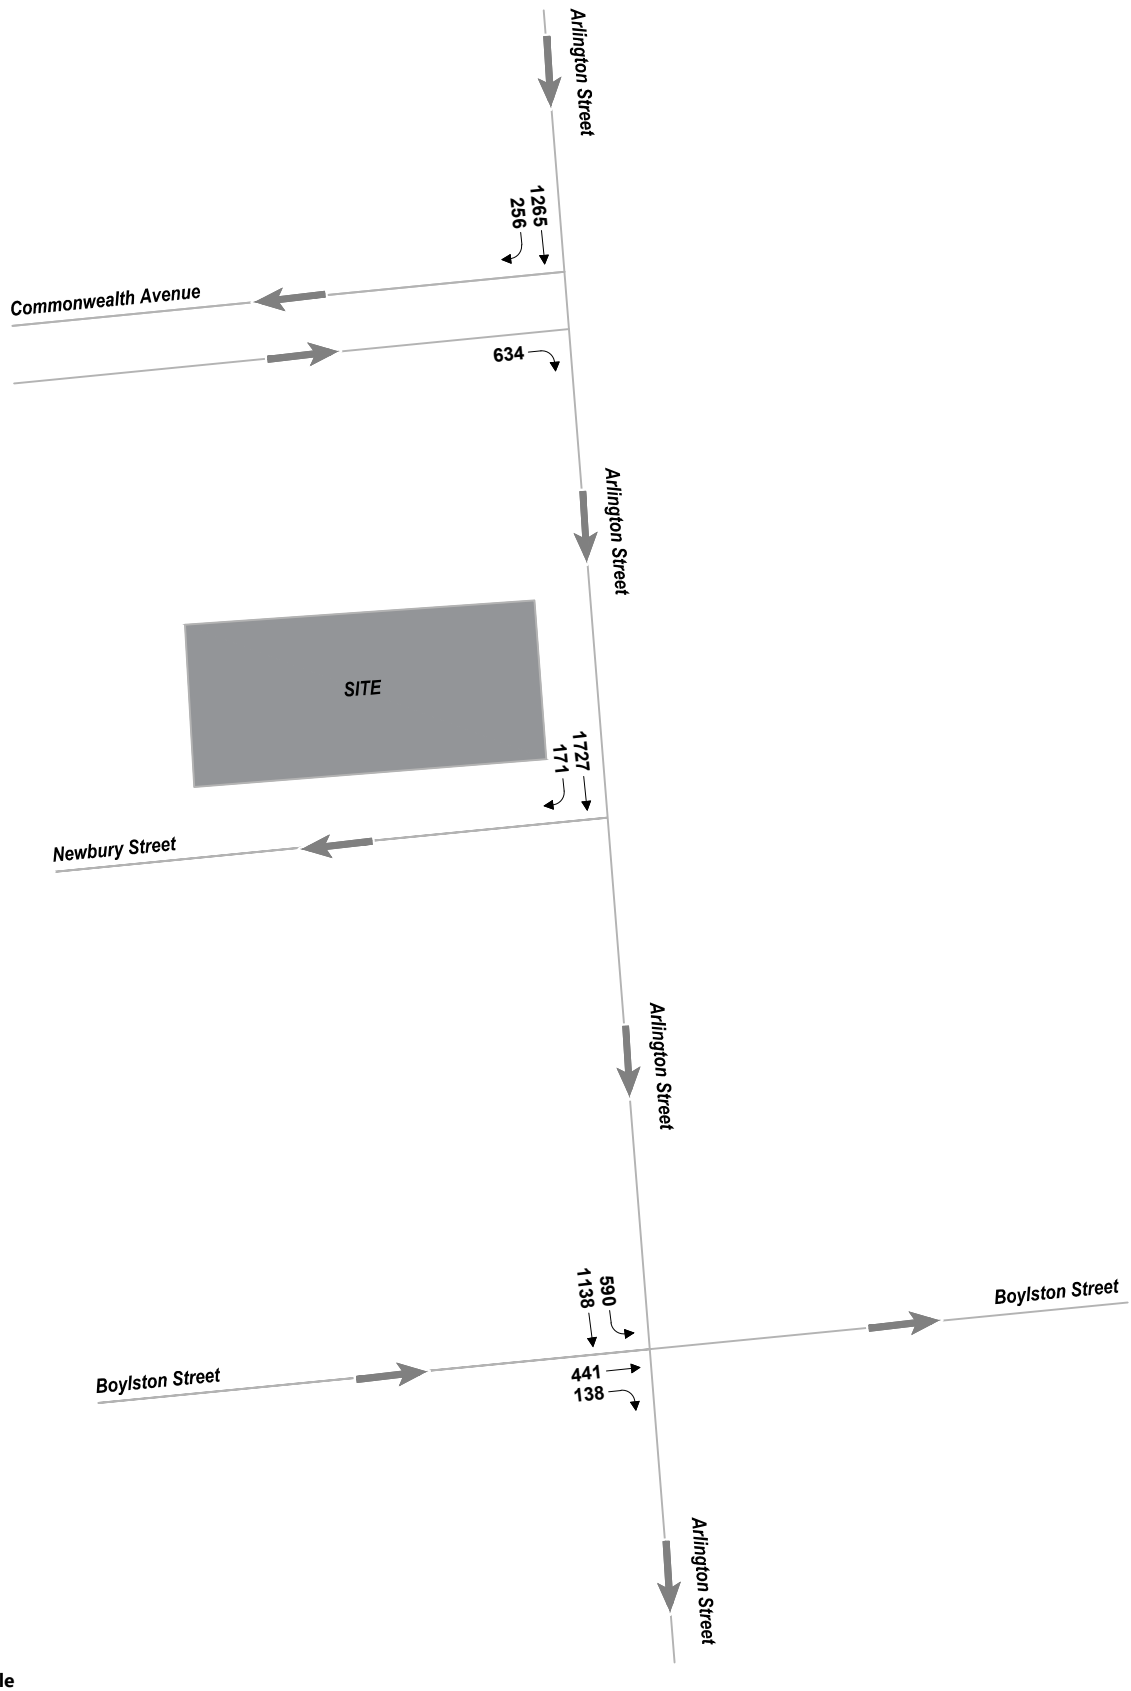 Arlington Street
1265
256
Commonwealth Avenue
634
Arlington Street
SITE
1727
171
Newbury Street
Arlington Street
590
1138
Boylston Street
Boylston Street
441
138
Arlington Street
le